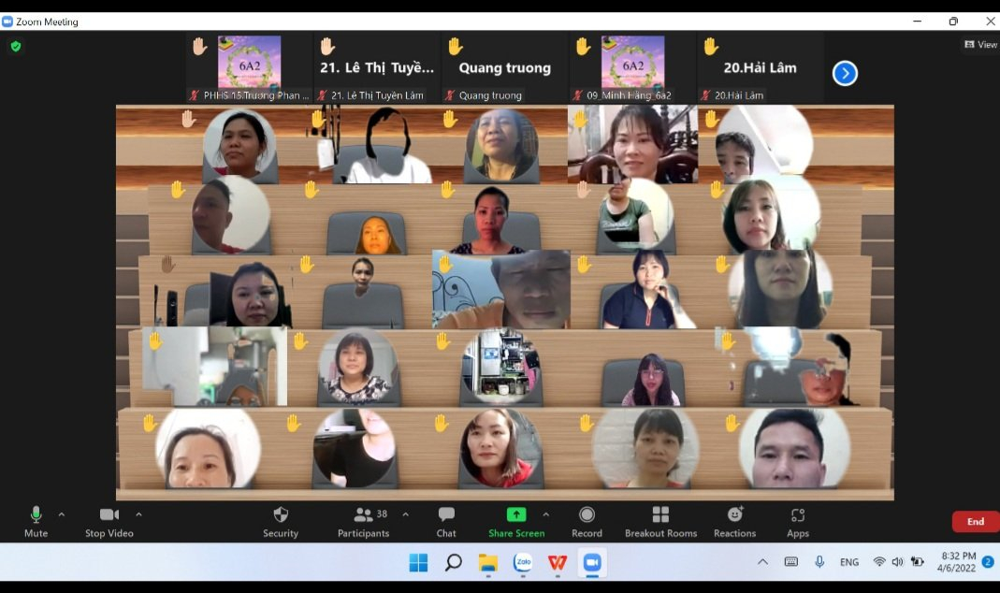 Zoom Meeting
View
6A2
21. Lê Thị Tuyề...
Quang truong
6A2
20.Hải Lâm
PHHS 15.Trương Phan ...
21. Lê Thị Tuyên Lâm
Quang truong
09_Minh Hằng_6a2
20.Hải Lâm
Mute
Stop Video
Security
38
Participants
Chat
Share Screen
Record
Breakout Rooms
Reactions
Apps
End
Zalo
ENG
8:32 PM
4/6/2022
2